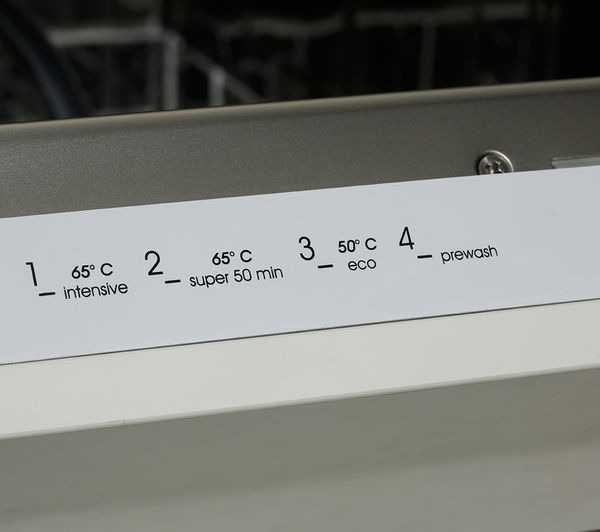 1_ 65° C intensive
2_ 65° C super 50 min
3_ 50° C eco
4_ prewash